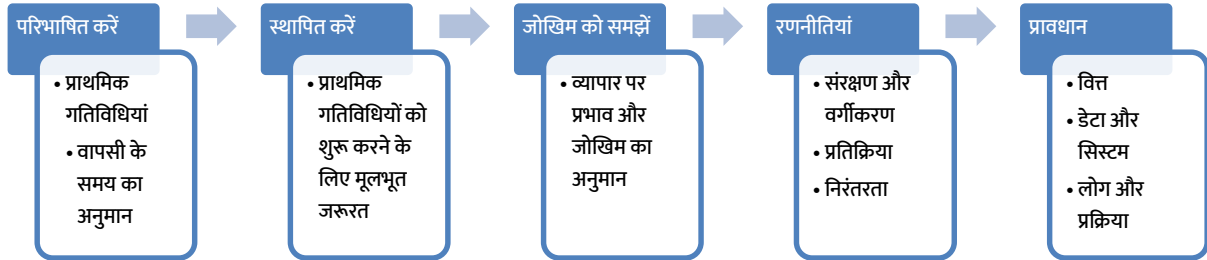 परिभाषित करें
• प्राथमिक
गतिविधियां
• वापसी के
समय का
अनुमान
स्थापित करें
• प्राथमिक
गतिविधियों को
शुरू करने के
लिए मूलभूत
जरूरत
जोखिम को समझें
• व्यापार पर
प्रभाव और
जोखिम का
अनुमान
रणनीतियां
• संरक्षण और
वर्गीकरण
• प्रतिक्रिया
• निरंतरता
प्रावधान
• वित्त
• डेटा और
सिस्टम
• लोग और
प्रक्रिया